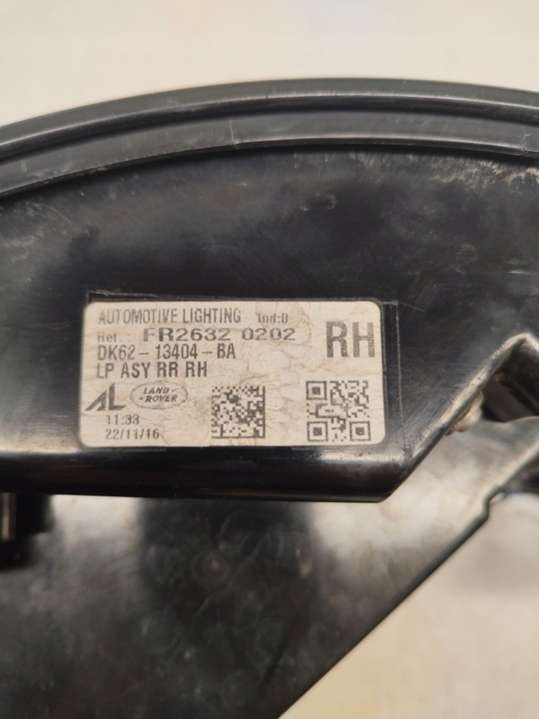 AUTOMOTIVE LIGHTING Ind:B
Ref. FR2632 0202
DK62-13404-BA
LP ASY RR RH
RH
AL LAND-ROVER
11:33
22/11/16